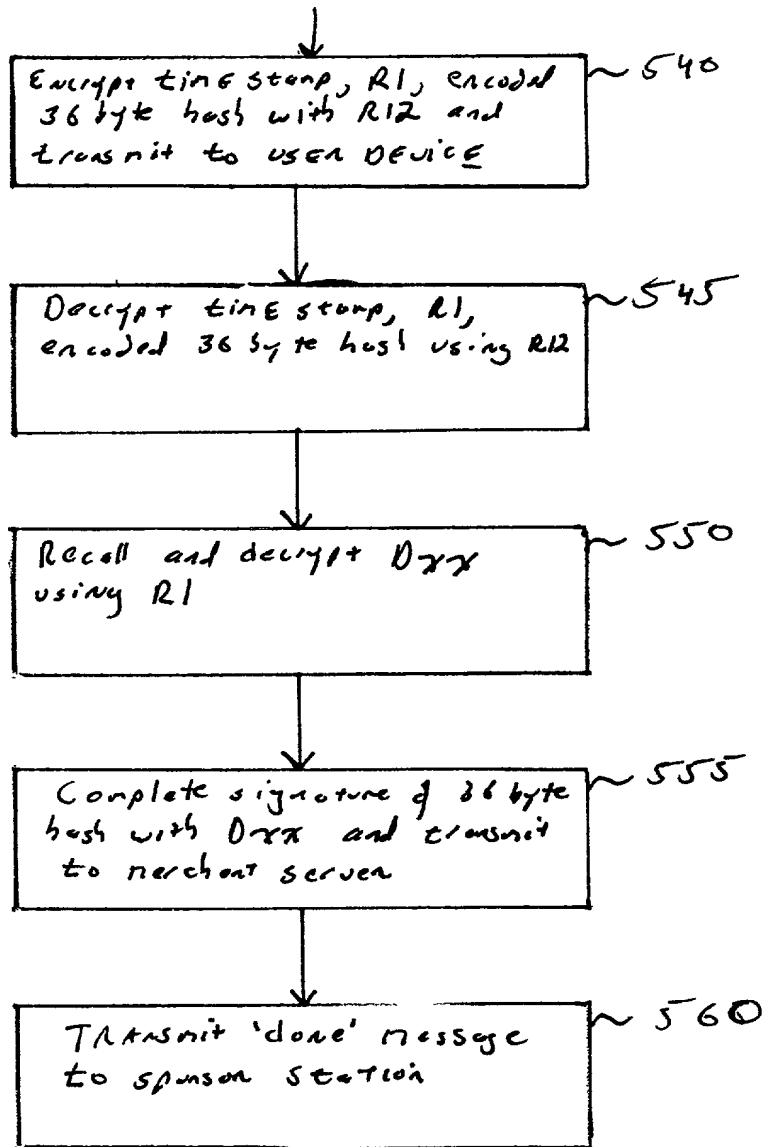 Encrypt timE stamp, R1, encoded
36 byte hash with R12 and
transmit to USER DEVICE
540
Decrypt timE stamp, R1,
encoded 36 byte hash using R12
545
Recall and decrypt Dxx
using R1
550
Complete signature of 36 byte
hash with Dxx and transmit
to merchant server
555
TRANSmit 'done' message
to sponsor station
560